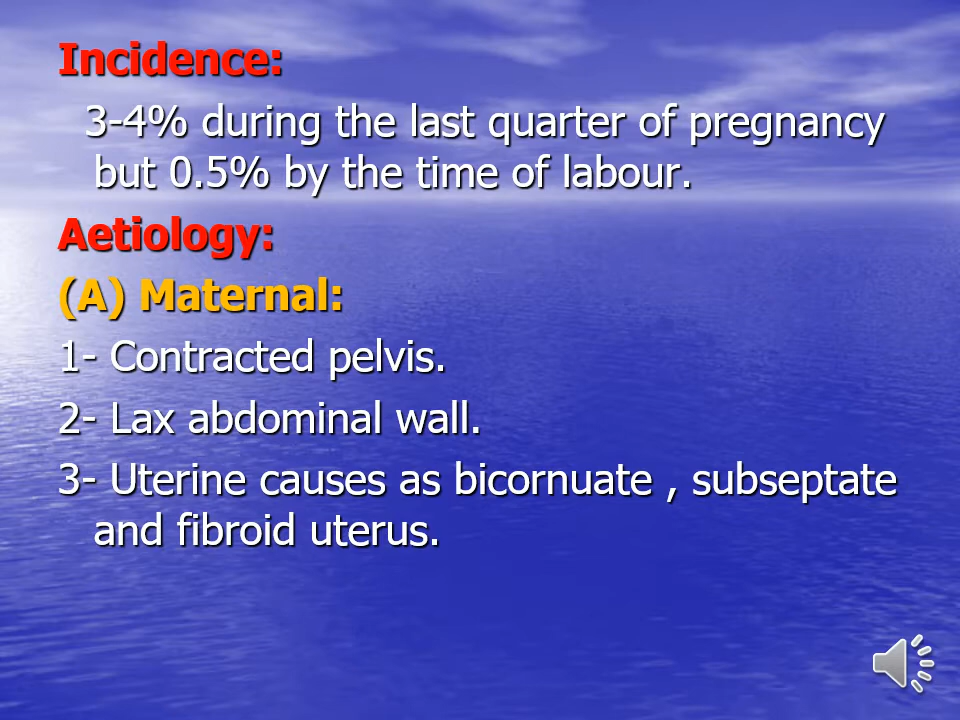 Incidence:
3-4% during the last quarter of pregnancy
but 0.5% by the time of labour.
Aetiology:
(A) Maternal:
1- Contracted pelvis.
2- Lax abdominal wall.
3- Uterine causes as bicornuate , subseptate
and fibroid uterus.